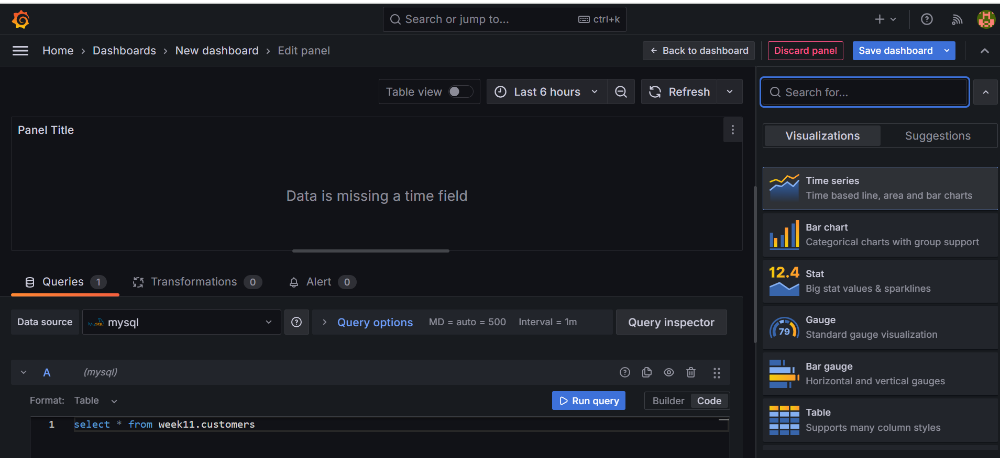 Search or jump to... ctrl+k
Home › Dashboards › New dashboard › Edit panel
← Back to dashboard Discard panel Save dashboard
Table view Last 6 hours Refresh
Search for...
Panel Title
Visualizations Suggestions
Data is missing a time field
Time series
Time based line, area and bar charts
Bar chart
Categorical charts with group support
12.4 Stat
Big stat values & sparklines
79 Gauge
Standard gauge visualization
Bar gauge
Horizontal and vertical gauges
Table
Supports many column styles
Queries 1 Transformations 0 Alert 0
Data source MySQL mysql Query options MD = auto = 500 Interval = 1m Query inspector
A (mysql)
Format: Table Run query Builder Code
1 select * from week11.customers